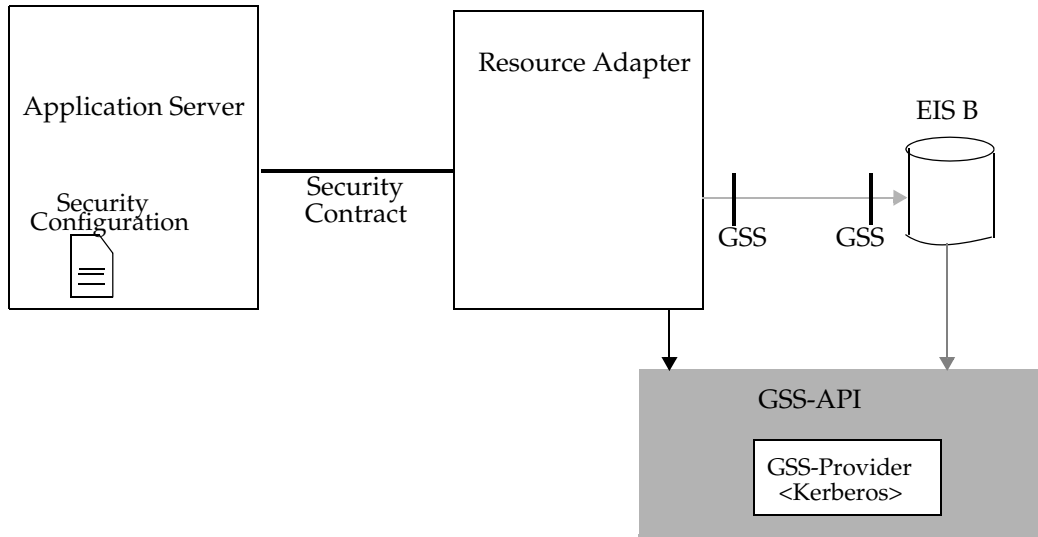 Resource Adapter
Application Server
EIS B
Security
Configuration
Security
Contract
GSS
GSS
GSS-API
GSS-Provider
<Kerberos>